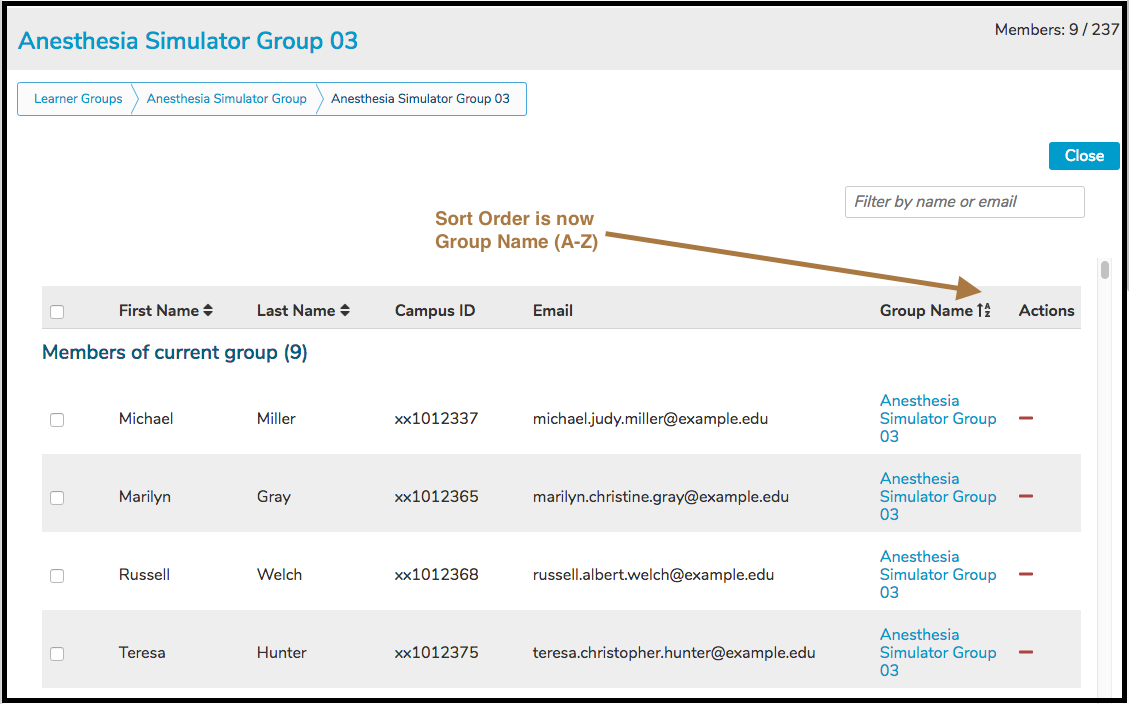 Anesthesia Simulator Group 03
Members: 9 / 237
Learner Groups
Anesthesia Simulator Group
Anesthesia Simulator Group 03
Close
Filter by name or email
Sort Order is now
Group Name (A-Z)
First Name Last Name Campus ID Email Group Name Actions
Members of current group (9)
Michael Miller xx1012337 michael.judy.miller@example.edu Anesthesia
Simulator Group
03
Marilyn Gray xx1012365 marilyn.christine.gray@example.edu Anesthesia
Simulator Group
03
Russell Welch xx1012368 russell.albert.welch@example.edu Anesthesia
Simulator Group
03
Teresa Hunter xx1012375 teresa.christopher.hunter@example.edu Anesthesia
Simulator Group
03